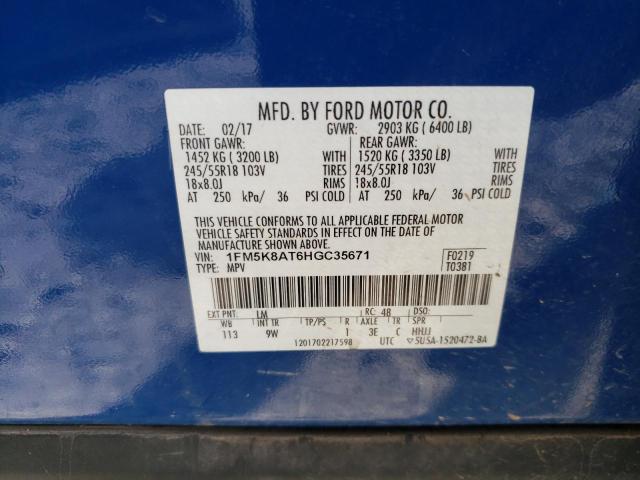 MFD. BY FORD MOTOR CO.
DATE: 02/17 GVWR: 2903 KG ( 6400 LB)
FRONT GAWR: REAR GAWR:
1452 KG ( 3200 LB) WITH 1520 KG ( 3350 LB) WITH
245/55R18 103V TIRES 245/55R18 103V TIRES
18x8.0J RIMS 18x8.0J RIMS
AT 250 kPa/ 36 PSI COLD AT 250 kPa/ 36 PSI COLD
THIS VEHICLE CONFORMS TO ALL APPLICABLE FEDERAL MOTOR
VEHICLE SAFETY STANDARDS IN EFFECT ON THE DATE OF
MANUFACTURE SHOWN ABOVE.
VIN: 1FM5K8AT6HGC35671 F0219
TYPE: MPV T0381
EXT PNT: LM RC: 48 DSO:
WB INT TR TP/PS R AXLE TR SPR
113 9W 1 3E C HHJJ
1201702217598 UTC 5U5A-1520472-BA